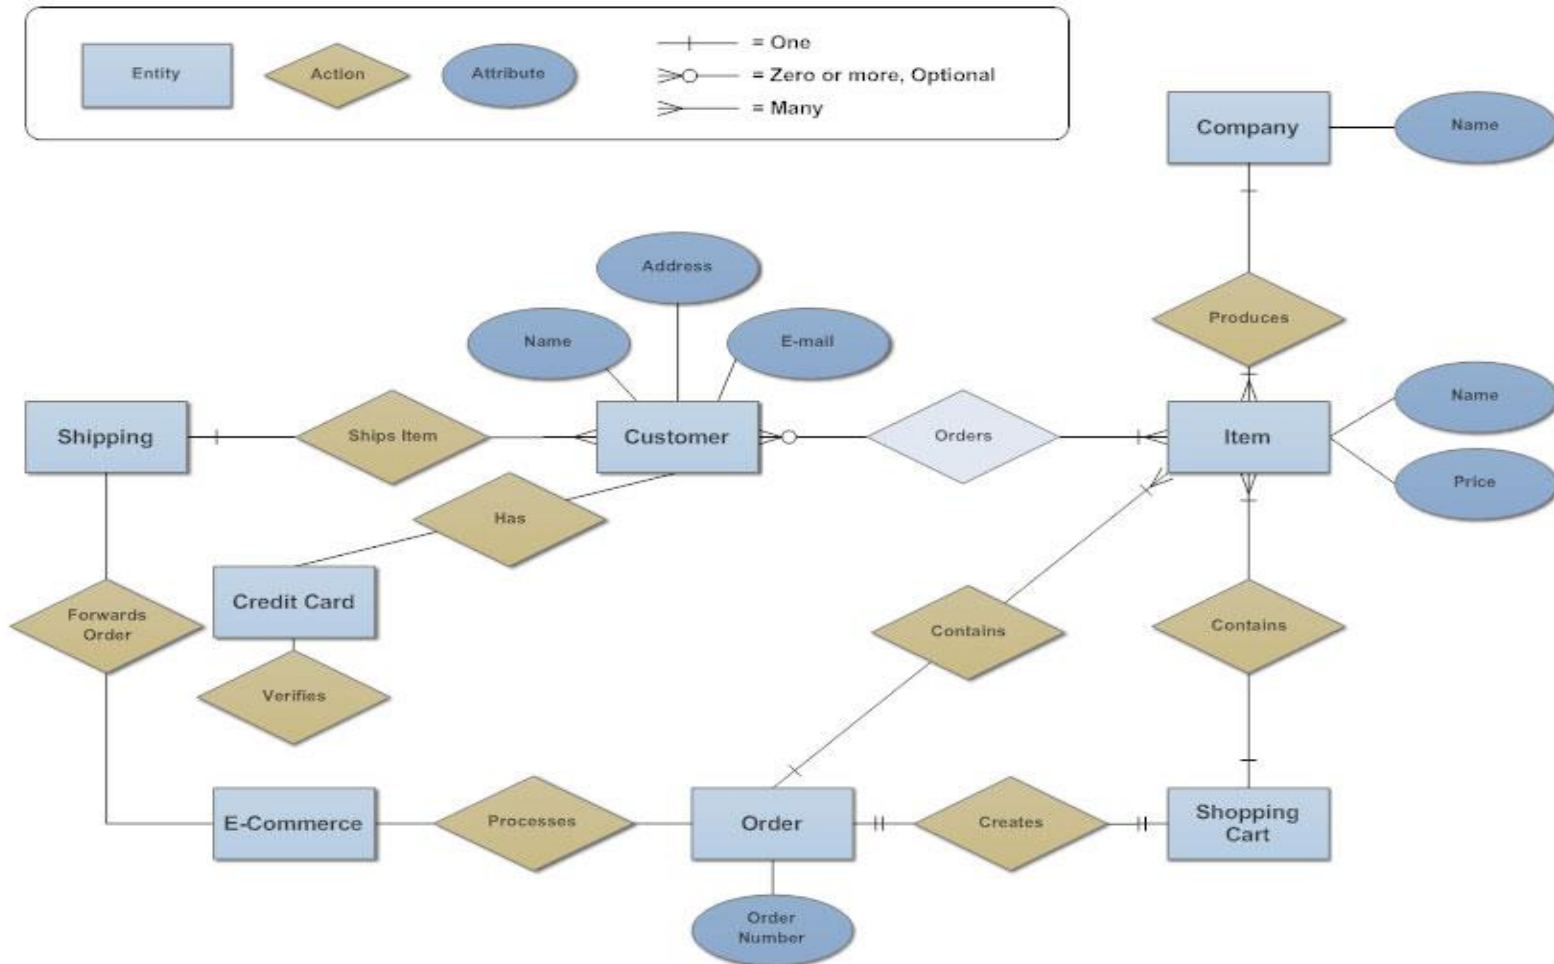 Entity
Action
Attribute
= One
= Zero or more, Optional
= Many
Company
Name
Produces
Address
Name
E-mail
Shipping
Ships Item
Customer
Orders
Item
Name
Price
Has
Credit Card
Forwards
Order
Verifies
Contains
Contains
E-Commerce
Processes
Order
Creates
Shopping
Cart
Order
Number